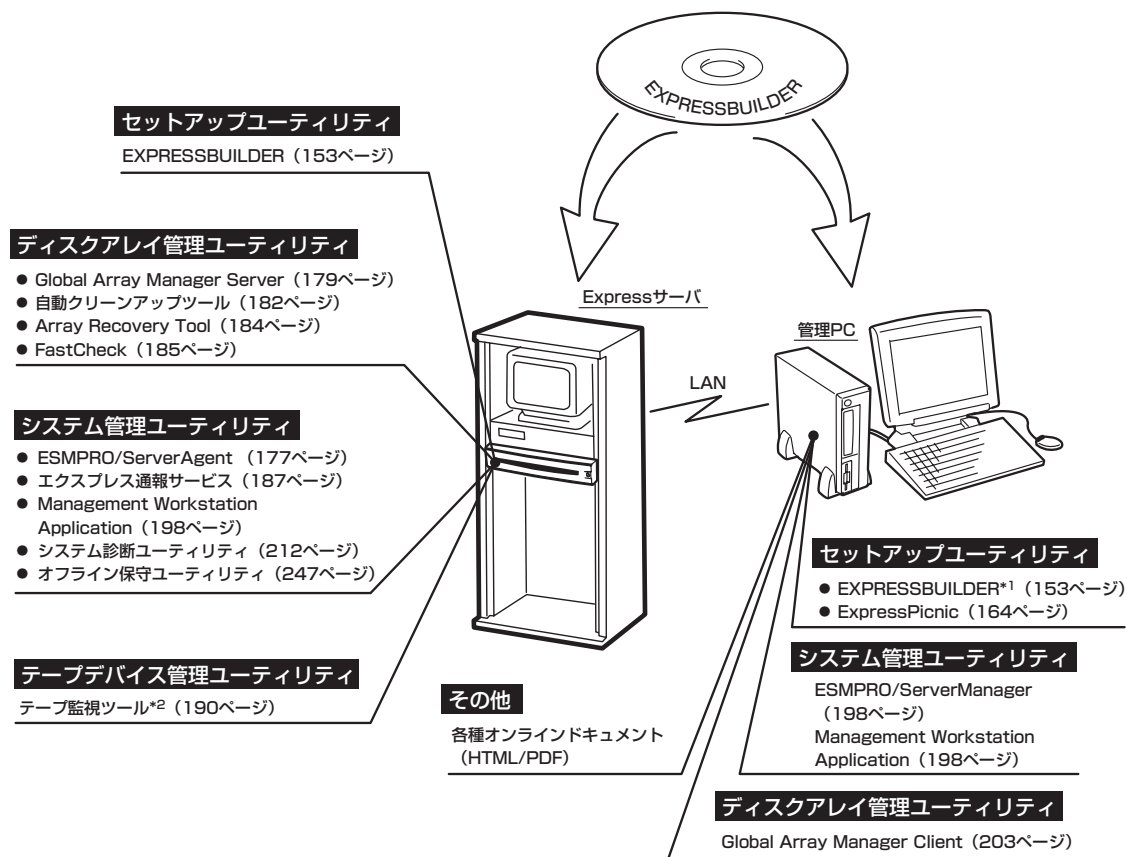 EXPRESSBUILDER
セットアップユーティリティ
EXPRESSBUILDER（153ページ）
ディスクアレイ管理ユーティリティ
● Global Array Manager Server（179ページ）
● 自動クリーンアップツール（182ページ）
● Array Recovery Tool（184ページ）
● FastCheck（185ページ）
システム管理ユーティリティ
● ESMPRO/ServerAgent （177ページ）
● エクスプレス通報サービス（187ページ）
● Management Workstation
Application（198ページ）
● システム診断ユーティリティ（212ページ）
● オフライン保守ユーティリティ（247ページ）
テープデバイス管理ユーティリティ
テープ監視ツール*2（190ページ）
Expressサーバ
LAN
管理PC
その他
各種オンラインドキュメント
（HTML/PDF）
セットアップユーティリティ
● EXPRESSBUILDER*1（153ページ）
● ExpressPicnic（164ページ）
システム管理ユーティリティ
ESMPRO/ServerManager
（198ページ）
Management Workstation
Application（198ページ）
ディスクアレイ管理ユーティリティ
Global Array Manager Client（203ページ）